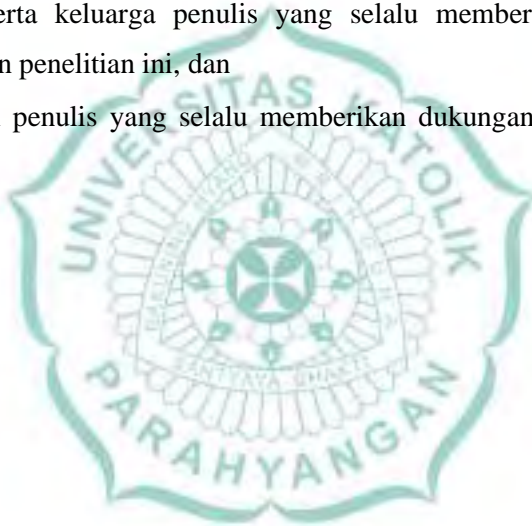 erta keluarga penulis yang selalu member
n penelitian ini, dan
penulis yang selalu memberikan dukungan
UNIVERSITAS KATOLIK
PARAHYANGAN